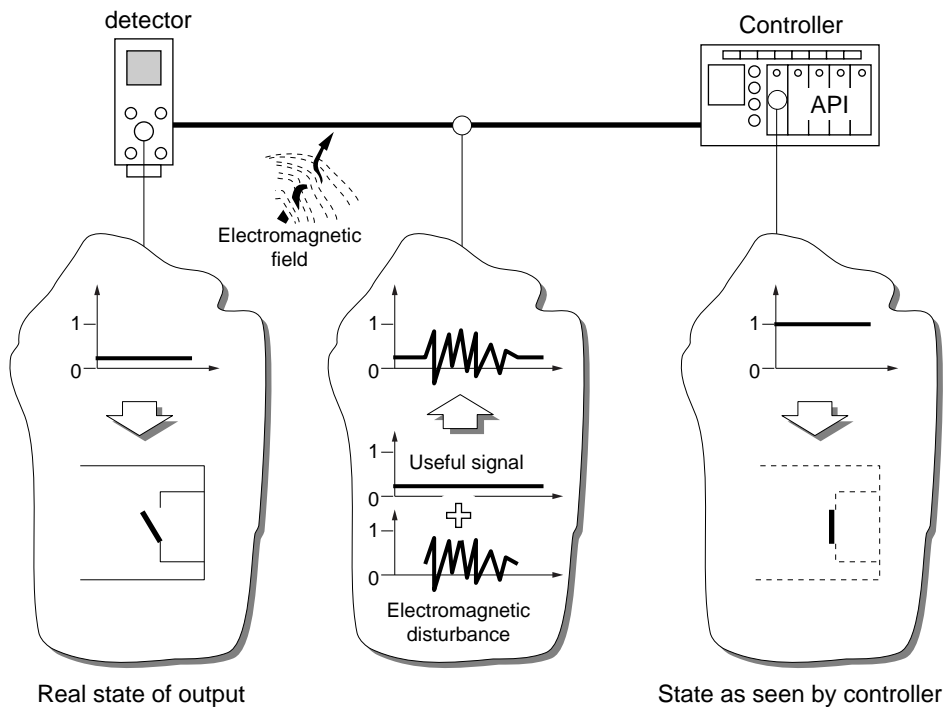 detector
Controller
API
Electromagnetic
field
1
0
1
0
1
0
Useful signal
1
0
1
0
Electromagnetic
disturbance
Real state of output
State as seen by controller